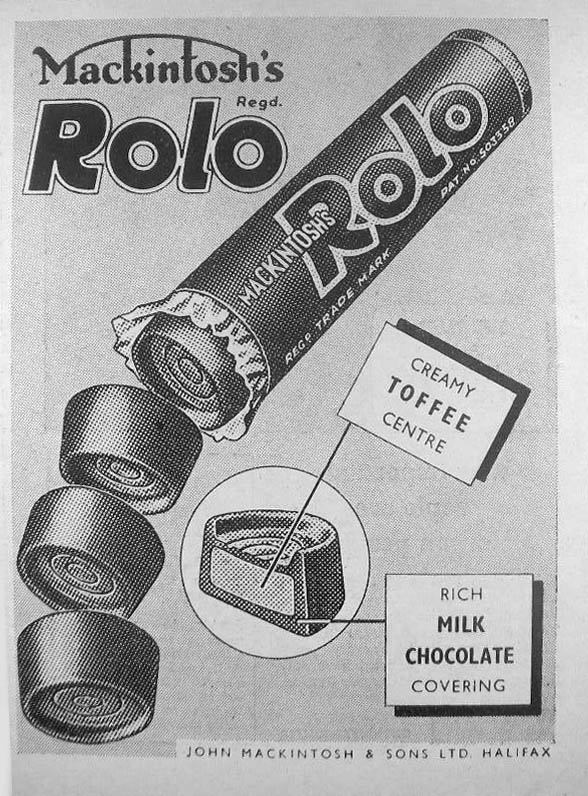 Mackintosh's
Regd.
Rolo
MACKINTOSH'S
Rolo
PAT. NO. 503558
REGD. TRADE MARK.
CREAMY
TOFFEE
CENTRE
RICH
MILK
CHOCOLATE
COVERING
JOHN MACKINTOSH & SONS LTD. HALIFAX